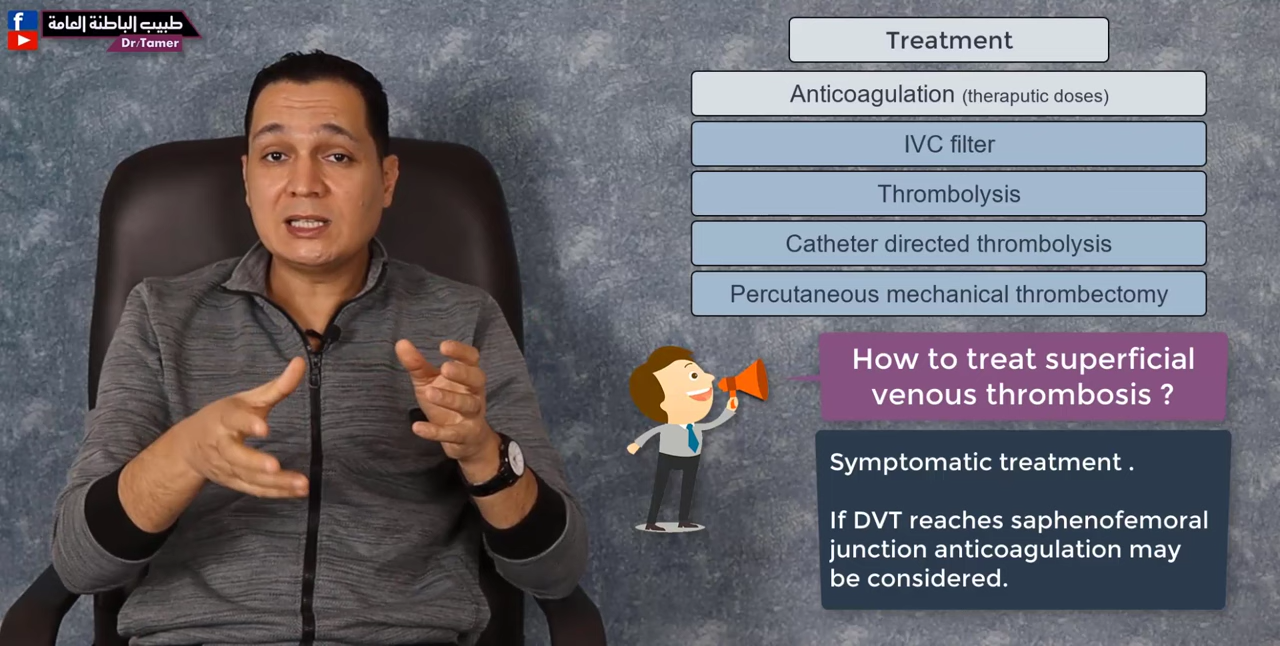 طبيب الباطنة العامة
Dr/Tamer
Treatment
Anticoagulation (theraputic doses)
IVC filter
Thrombolysis
Catheter directed thrombolysis
Percutaneous mechanical thrombectomy
How to treat superficial
venous thrombosis ?
Symptomatic treatment .
If DVT reaches saphenofemoral
junction anticoagulation may
be considered.